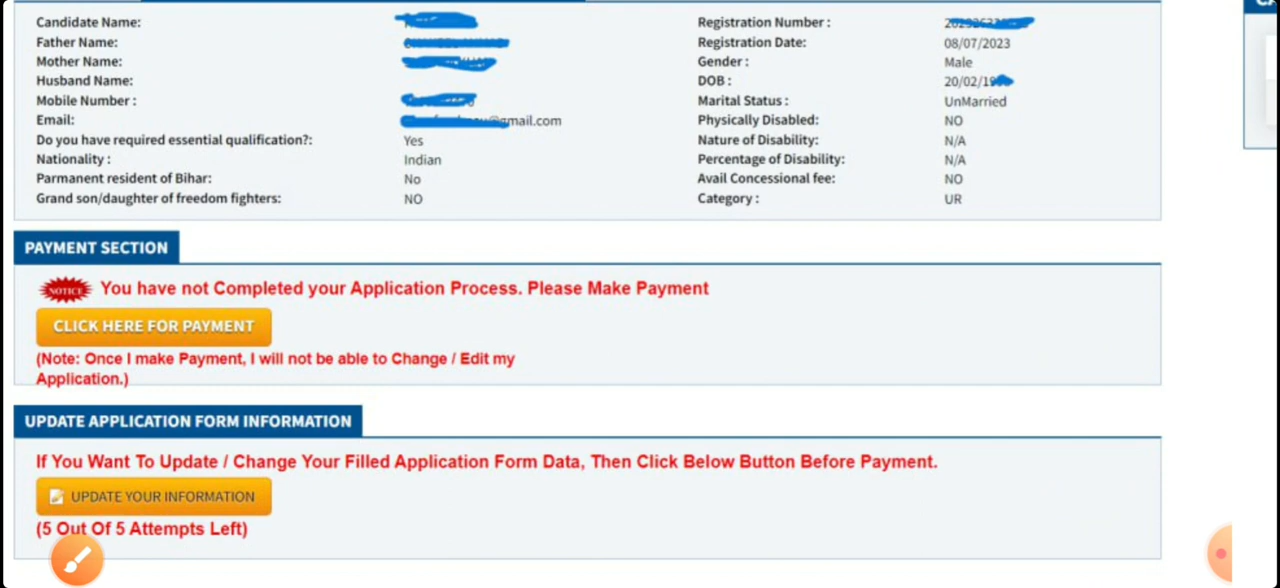 Candidate Name:
Father Name:
Mother Name:
Husband Name:
Mobile Number :
Email: @gmail.com
Do you have required essential qualification?: Yes
Nationality : Indian
Parmanent resident of Bihar: No
Grand son/daughter of freedom fighters: NO
Registration Number :
Registration Date: 08/07/2023
Gender : Male
DOB : 20/02/19
Marital Status : UnMarried
Physically Disabled: NO
Nature of Disability: N/A
Percentage of Disability: N/A
Avail Concessional fee: NO
Category : UR
PAYMENT SECTION
NOTICE You have not Completed your Application Process. Please Make Payment
CLICK HERE FOR PAYMENT
(Note: Once I make Payment, I will not be able to Change / Edit my
Application.)
UPDATE APPLICATION FORM INFORMATION
If You Want To Update / Change Your Filled Application Form Data, Then Click Below Button Before Payment.
UPDATE YOUR INFORMATION
(5 Out Of 5 Attempts Left)